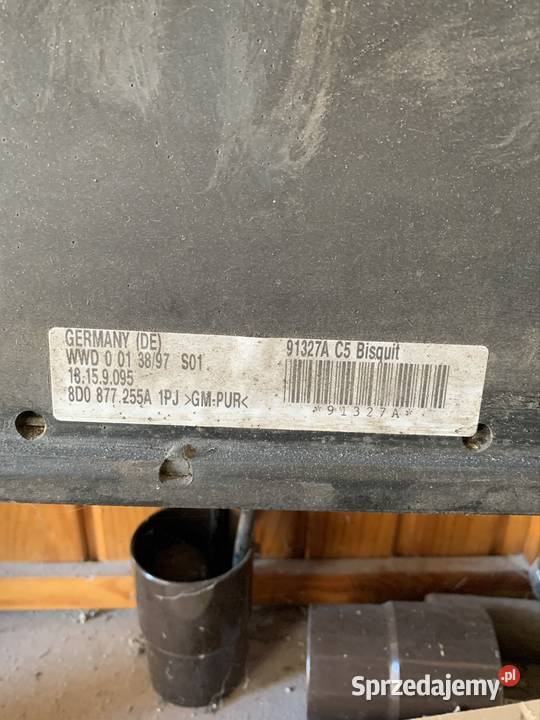 GERMANY (DE)
WWD 0 01 38/97 S01
18.15.9.095
8D0 877.255A 1PJ >GM-PUR<
91327A C5 Bisquit
*91327A*
Sprzedajemy.pl